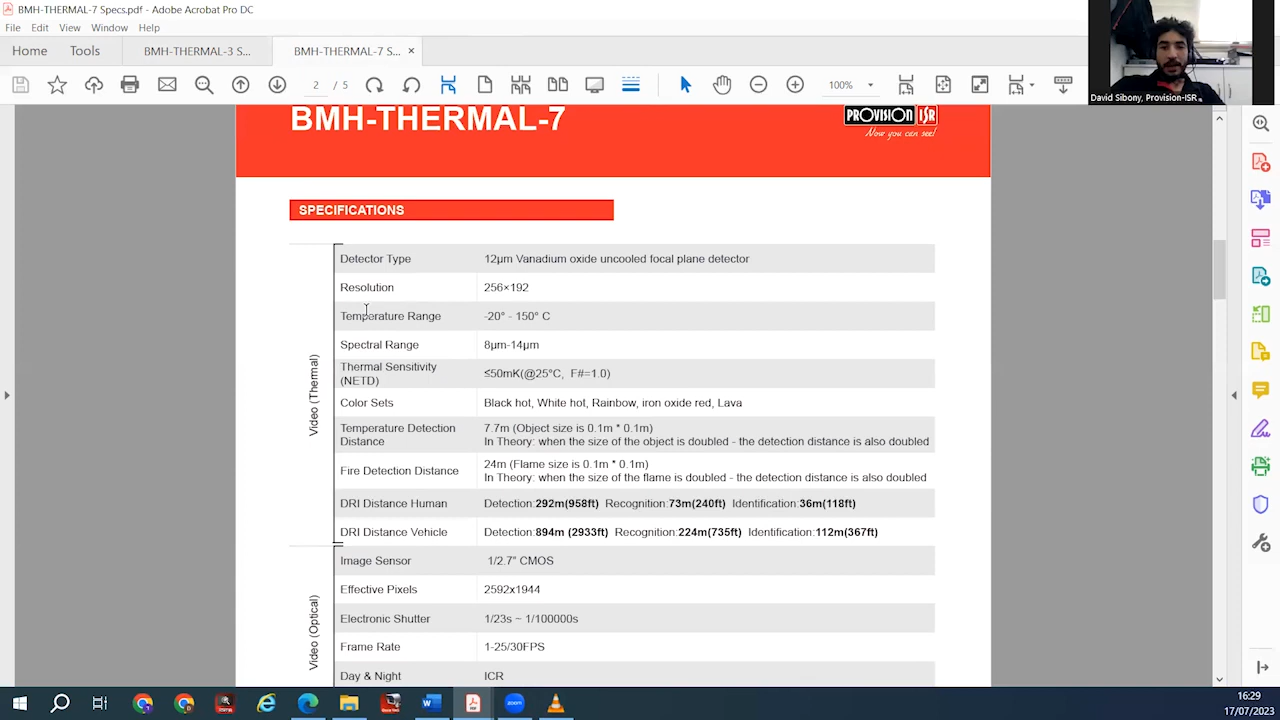 BMH-THERMAL-7 Specs.pdf - Adobe Acrobat Pro DC
File Edit View Window Help
Home Tools BMH-THERMAL-3 S... BMH-THERMAL-7 S... ×
2 / 5 100%
David Sibony, Provision-ISR
BMH-THERMAL-7
PROVISION ISR
Now you can see!
SPECIFICATIONS
Video (Thermal)
Detector Type 12µm Vanadium oxide uncooled focal plane detector
Resolution 256×192
Temperature Range -20° - 150° C
Spectral Range 8µm-14µm
Thermal Sensitivity (NETD) ≤50mK(@25°C, F#=1.0)
Color Sets Black hot, White hot, Rainbow, iron oxide red, Lava
Temperature Detection Distance 7.7m (Object size is 0.1m * 0.1m)
In Theory: when the size of the object is doubled - the detection distance is also doubled
Fire Detection Distance 24m (Flame size is 0.1m * 0.1m)
In Theory: when the size of the flame is doubled - the detection distance is also doubled
DRI Distance Human Detection:292m(958ft) Recognition:73m(240ft) Identification:36m(118ft)
DRI Distance Vehicle Detection:894m (2933ft) Recognition:224m(735ft) Identification:112m(367ft)
Video (Optical)
Image Sensor 1/2.7" CMOS
Effective Pixels 2592x1944
Electronic Shutter 1/23s ~ 1/100000s
Frame Rate 1-25/30FPS
Day & Night ICR
16:29
17/07/2023